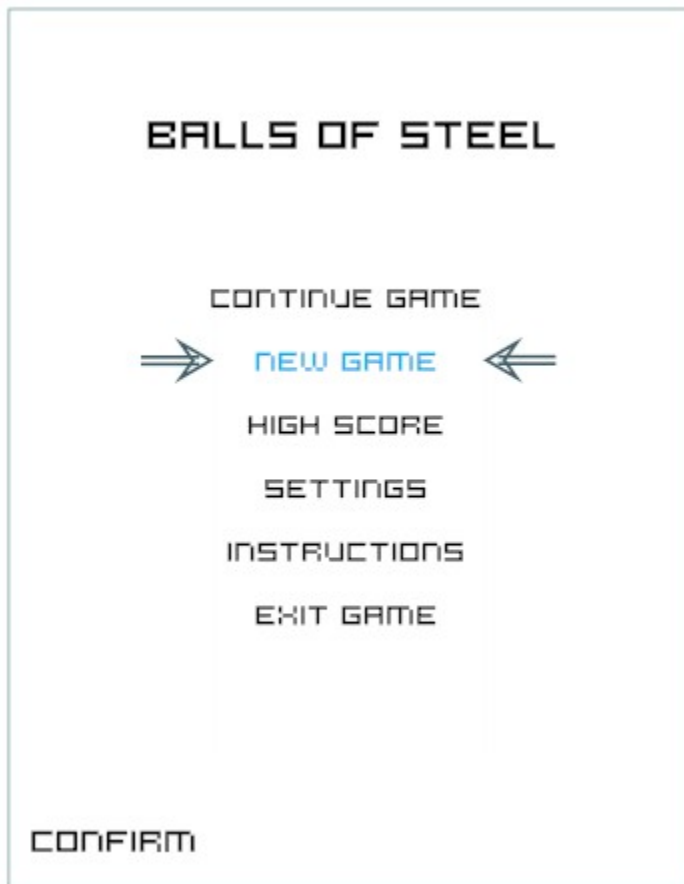 BALLS OF STEEL
CONTINUE GAME
NEW GAME
HIGH SCORE
SETTINGS
INSTRUCTIONS
EXIT GAME
CONFIRM